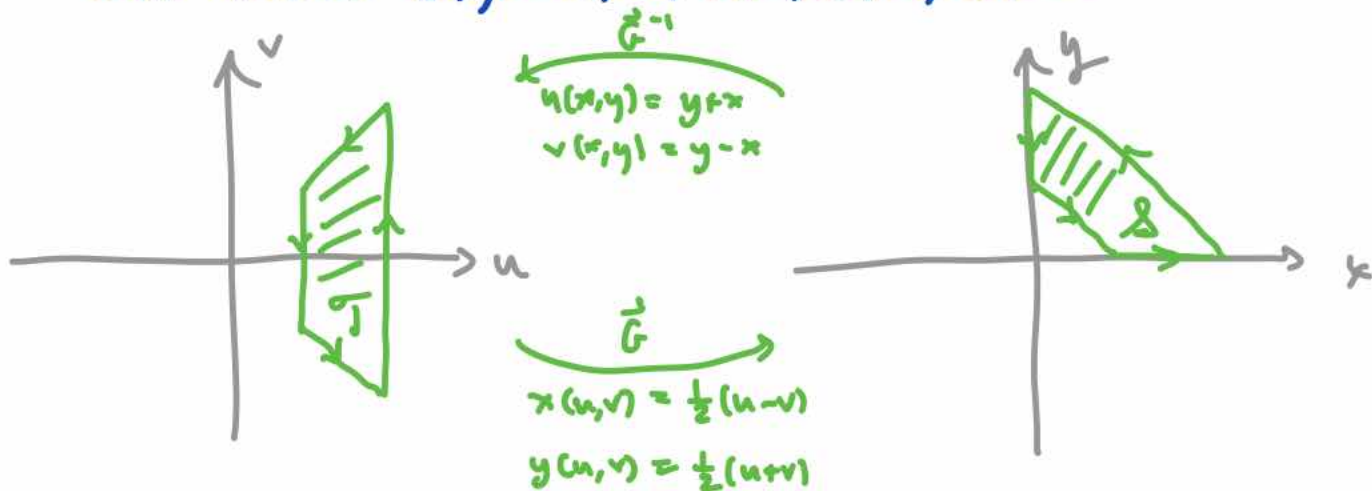 v
G⃗⁻¹
u(x,y) = y+x
v(x,y) = y-x
y
u
T
S
x
G⃗
x(u,v) = ½(u-v)
y(u,v) = ½(u+v)